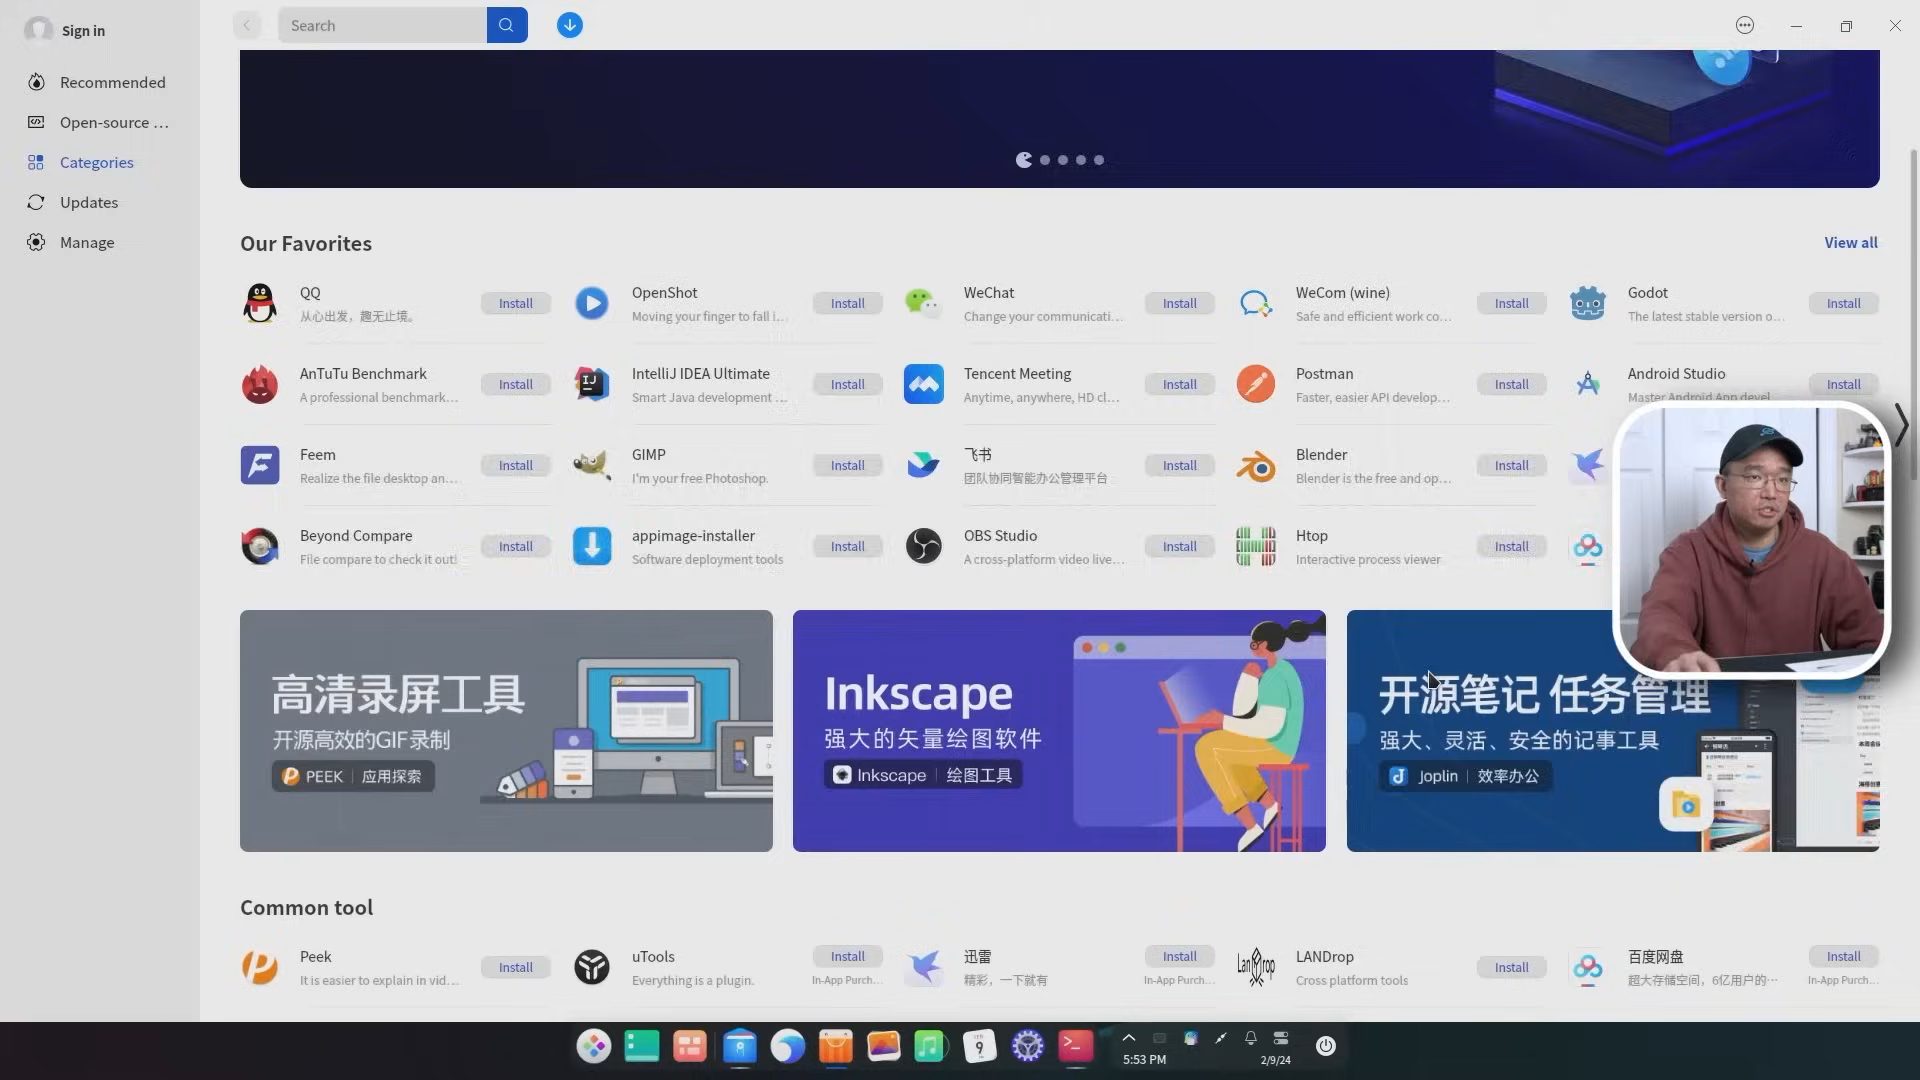 Sign in
Search
Recommended
Open-source ...
Categories
Updates
Manage
Our Favorites
View all
QQ
从心出发，趣无止境。
Install
OpenShot
Moving your finger to fall i...
Install
WeChat
Change your communicati...
Install
WeCom (wine)
Safe and efficient work co...
Install
Godot
The latest stable version o...
Install
AnTuTu Benchmark
A professional benchmark...
Install
IntelliJ IDEA Ultimate
Smart Java development ...
Install
Tencent Meeting
Anytime, anywhere, HD cl...
Install
Postman
Faster, easier API develop...
Install
Android Studio
Master Android App devel
Install
Feem
Realize the file desktop an...
Install
GIMP
I'm your free Photoshop.
Install
飞书
团队协同智能办公管理平台
Install
Blender
Blender is the free and op...
Install
Beyond Compare
File compare to check it out!
Install
appimage-installer
Software deployment tools
Install
OBS Studio
A cross-platform video live...
Install
Htop
Interactive process viewer
Install
高清录屏工具
开源高效的GIF录制
PEEK | 应用探索
Inkscape
强大的矢量绘图软件
Inkscape | 绘图工具
开源笔记 任务管理
强大、灵活、安全的记事工具
Joplin | 效率办公
Common tool
Peek
It is easier to explain in vid...
Install
uTools
Everything is a plugin.
Install
In-App Purch...
迅雷
精彩，一下就有
Install
In-App Purch...
LANDrop
Cross platform tools
Install
百度网盘
超大存储空间，6亿用户的...
Install
In-App Purch...
9
5:53 PM
2/9/24